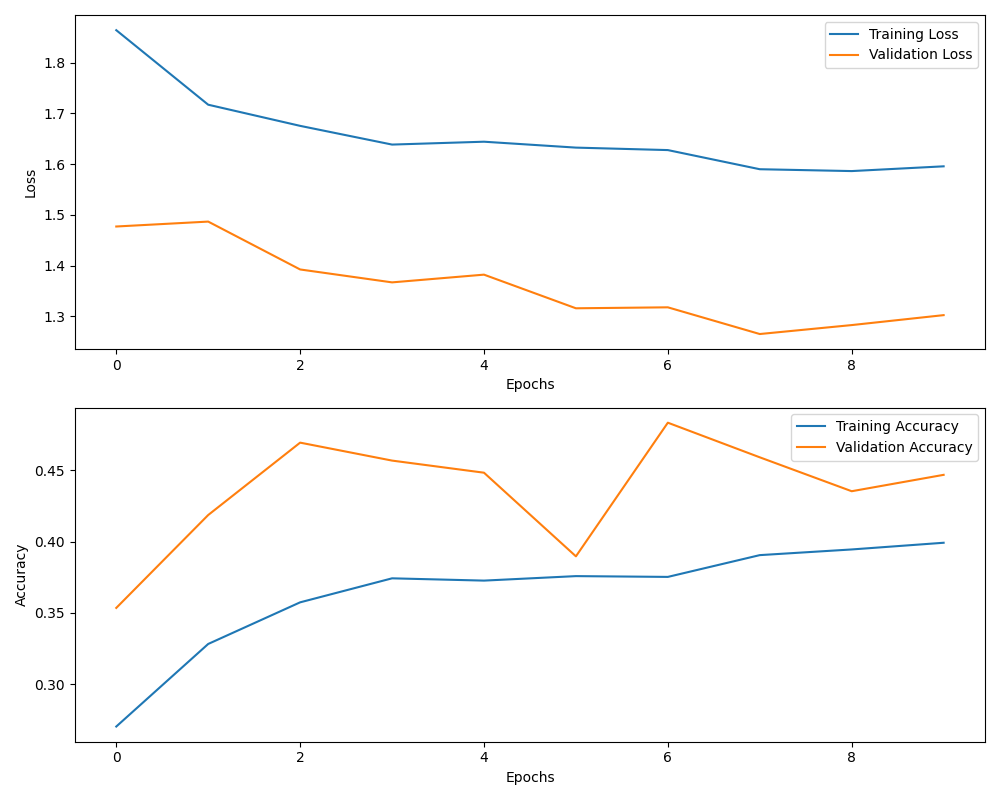 Training Loss
Validation Loss
1.8
1.7
1.6
1.5
1.4
1.3
Loss
0 2 4 6 8
Epochs
Training Accuracy
Validation Accuracy
0.45
0.40
0.35
0.30
Accuracy
0 2 4 6 8
Epochs